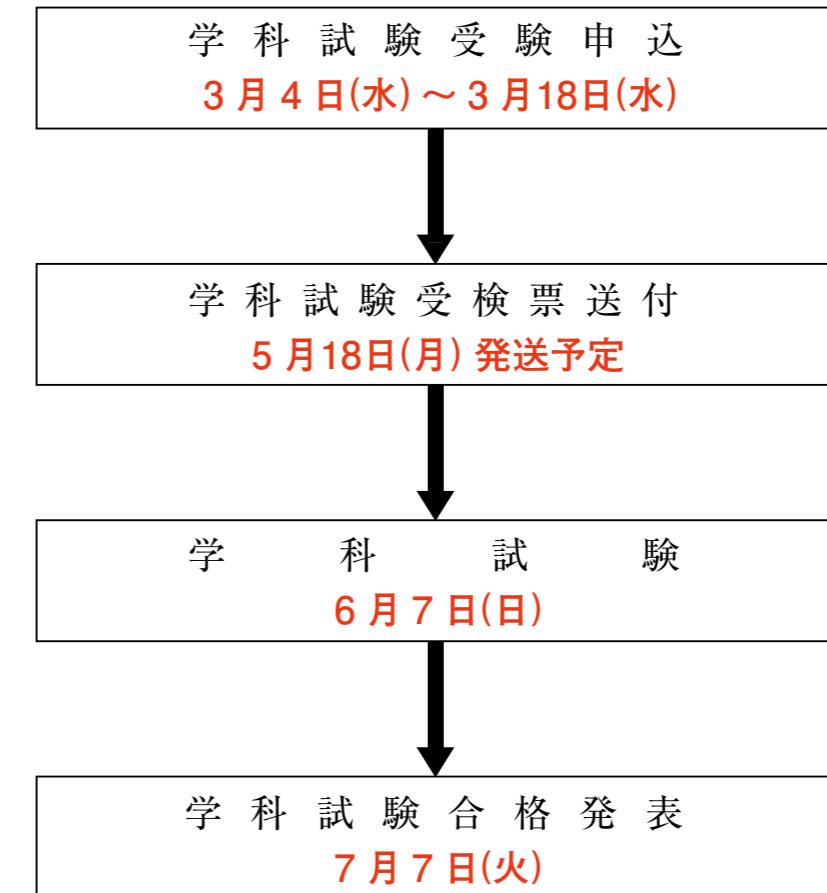 学科試験受験申込
3月4日(水)～3月18日(水)
学科試験受検票送付
5月18日(月) 発送予定
学科試験
6月7日(日)
学科試験合格発表
7月7日(火)